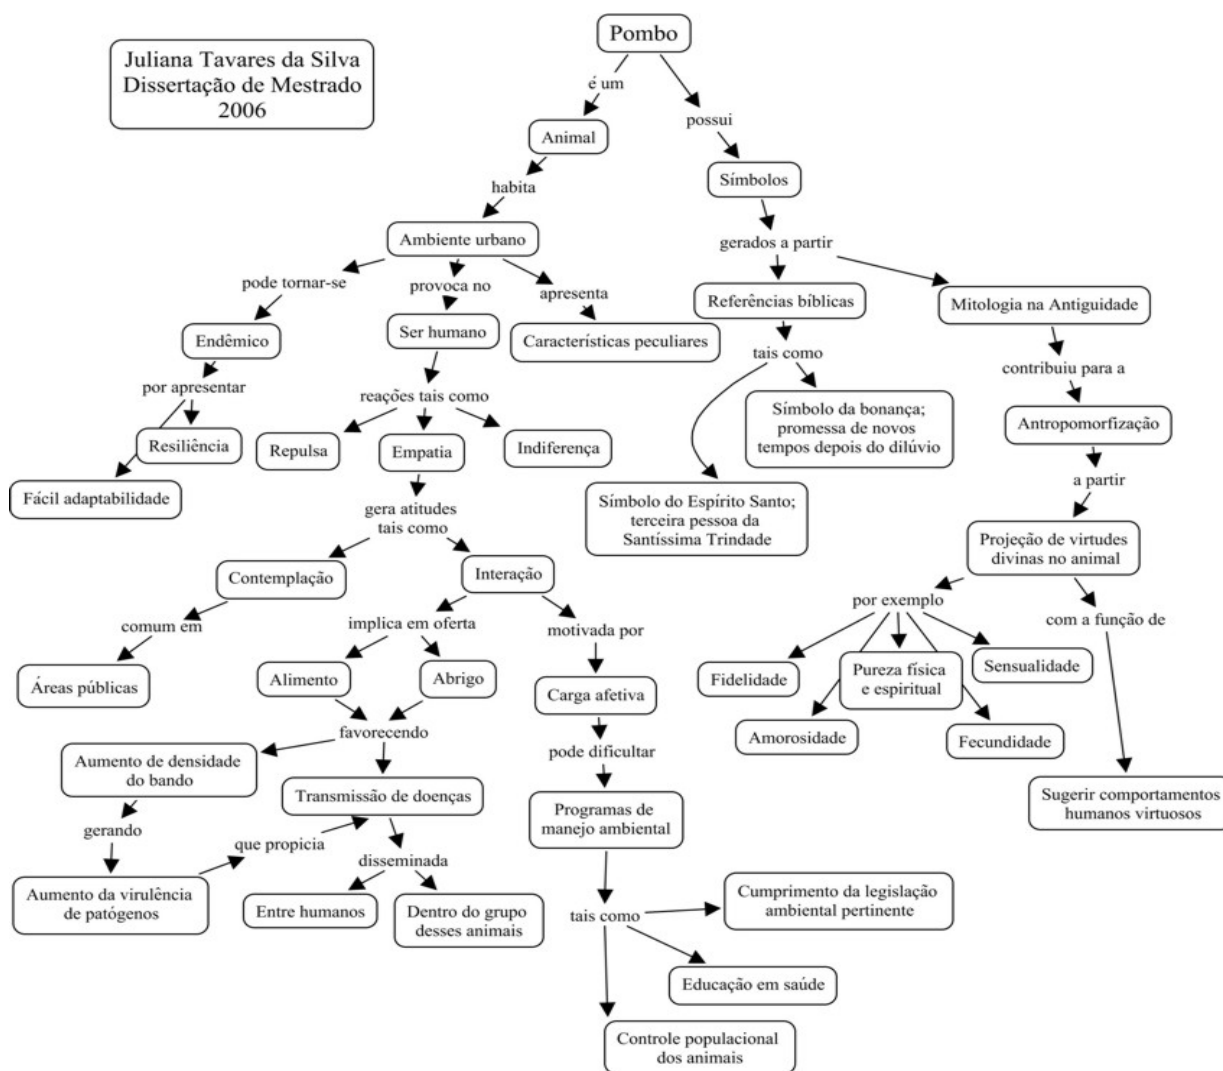 Pombo
Juliana Tavares da Silva
Dissertação de Mestrado
2006
é um
possui
Animal
Símbolos
habita
Ambiente urbano
gerados a partir
pode tornar-se
provoca no
apresenta
Referências bíblicas
Mitologia na Antiguidade
Endêmico
Ser humano
Características peculiares
tais como
contribuiu para a
por apresentar
reações tais como
Símbolo da bonança;
promessa de novos
tempos depois do dilúvio
Antropomorfização
Resiliência
Repulsa
Empatia
Indiferença
Fácil adaptabilidade
a partir
gera atitudes
tais como
Símbolo do Espírito Santo;
terceira pessoa da
Santíssima Trindade
Projeção de virtudes
divinas no animal
Contemplação
Interação
por exemplo
com a função de
comum em
implica em oferta
motivada por
Áreas públicas
Alimento
Abrigo
Carga afetiva
Fidelidade
Pureza física
e espiritual
Sensualidade
Amorosidade
Fecundidade
favorecendo
pode dificultar
Aumento de densidade
do bando
Transmissão de doenças
Programas de
manejo ambiental
Sugerir comportamentos
humanos virtuosos
gerando
que propicia
disseminada
Aumento da virulência
de patógenos
Entre humanos
Dentro do grupo
desses animais
tais como
Cumprimento da legislação
ambiental pertinente
Educação em saúde
Controle populacional
dos animais